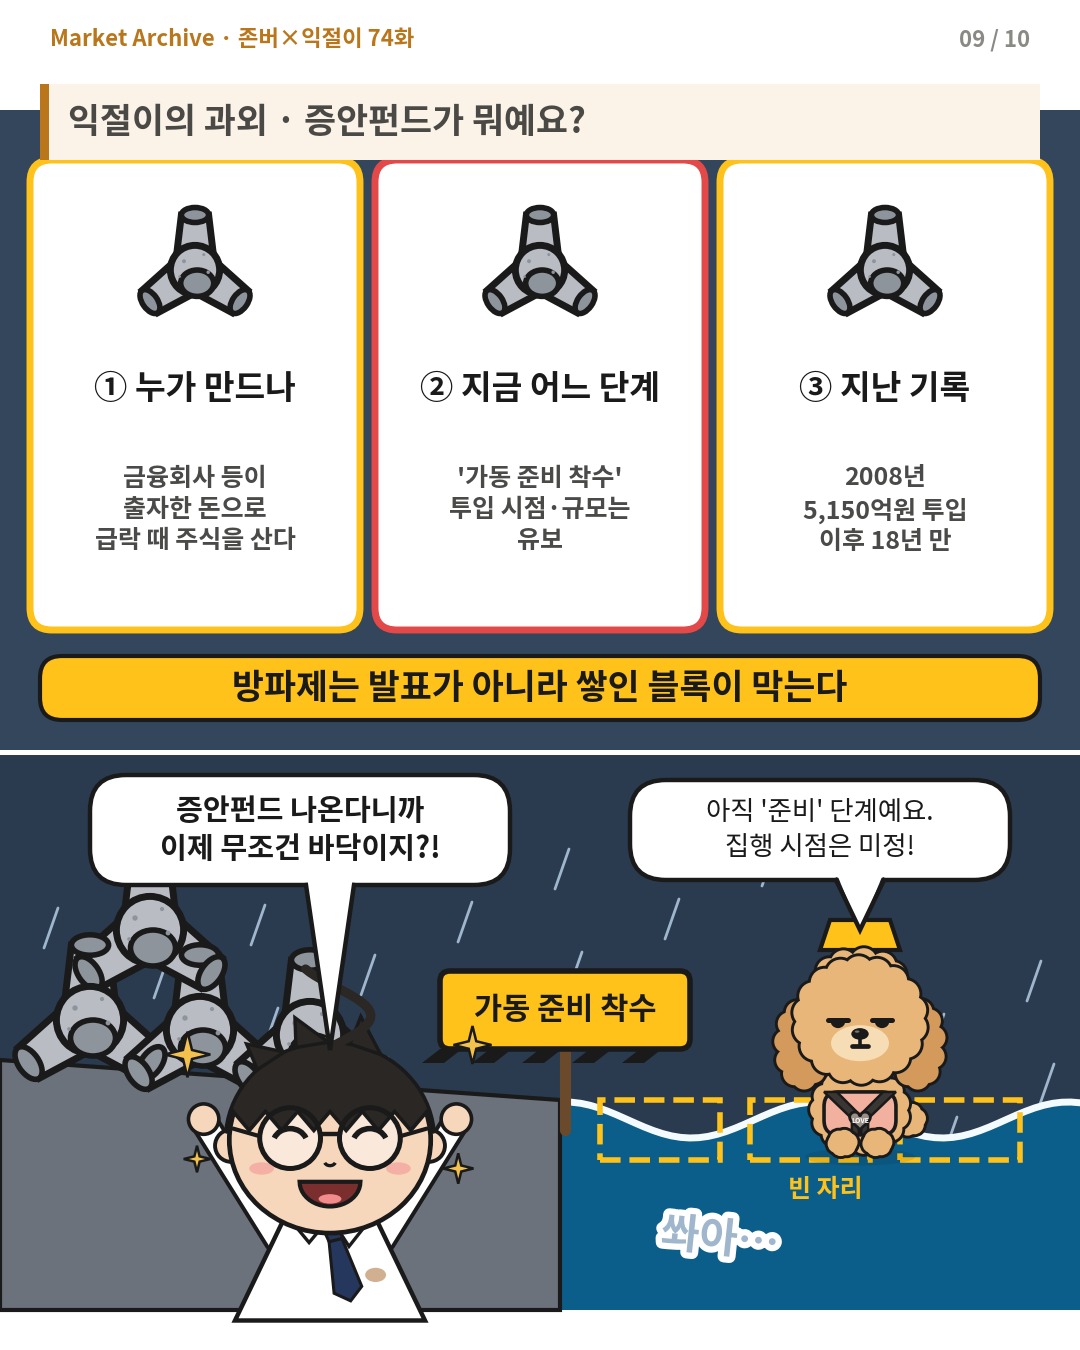 Market Archive · 존버×익절이 74화
09 / 10
익절이의 과외 · 증안펀드가 뭐예요?
① 누가 만드나
금융회사 등이
출자한 돈으로
급락 때 주식을 산다
② 지금 어느 단계
'가동 준비 착수'
투입 시점·규모는
유보
③ 지난 기록
2008년
5,150억원 투입
이후 18년 만
방파제는 발표가 아니라 쌓인 블록이 막는다
증안펀드 나온다니까
이제 무조건 바닥이지?!
아직 '준비' 단계예요.
집행 시점은 미정!
가동 준비 착수
LOVE
빈 자리
쏴아…